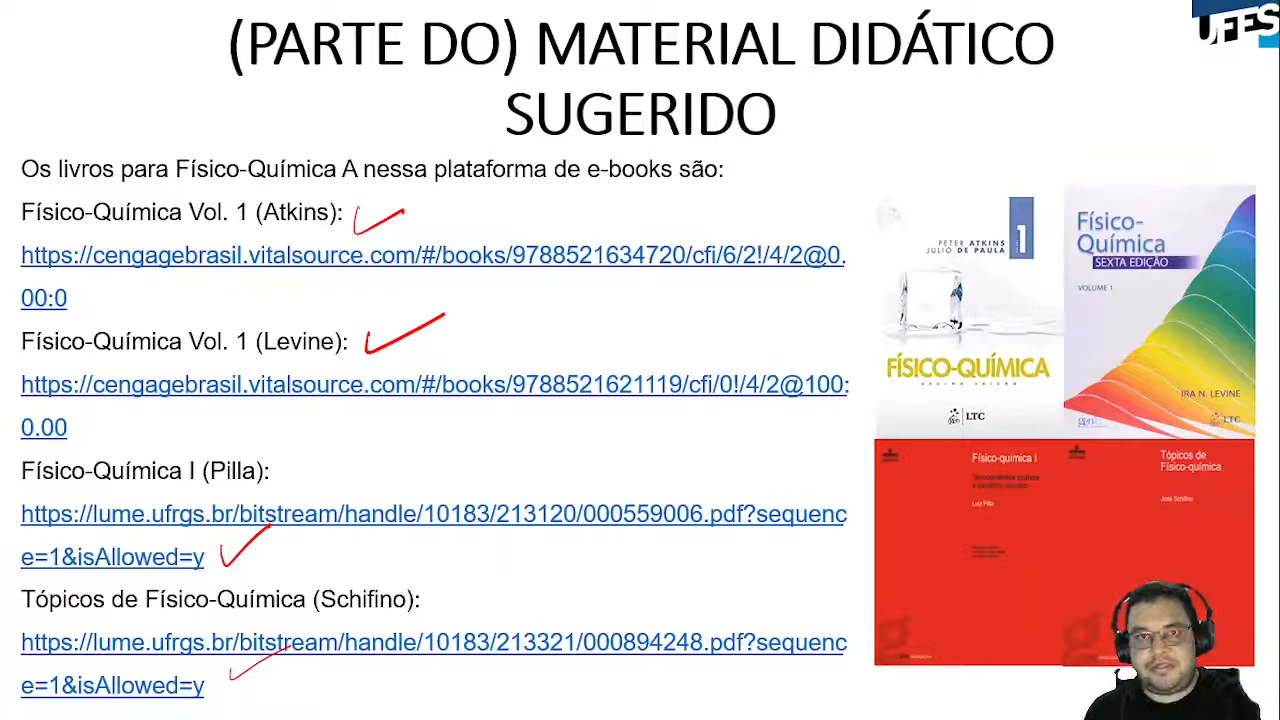 (PARTE DO) MATERIAL DIDÁTICO
SUGERIDO
UFES
Os livros para Físico-Química A nessa plataforma de e-books são:
Físico-Química Vol. 1 (Atkins):
https://cengagebrasil.vitalsource.com/#/books/9788521634720/cfi/6/2!/4/2@0.
00:0
Físico-Química Vol. 1 (Levine):
https://cengagebrasil.vitalsource.com/#/books/9788521621119/cfi/0!/4/2@100:
0.00
Físico-Química I (Pilla):
https://lume.ufrgs.br/bitstream/handle/10183/213120/000559006.pdf?sequenc
e=1&isAllowed=y
Tópicos de Físico-Química (Schifino):
https://lume.ufrgs.br/bitstream/handle/10183/213321/000894248.pdf?sequenc
e=1&isAllowed=y
PETER ATKINS
JULIO DE PAULA
1
FÍSICO-QUÍMICA
LTC
Físico-
Química
SEXTA EDIÇÃO
VOLUME 1
IRA N. LEVINE
gen
LTC
Físico-química I
Luiz Pilla
Tópicos de
Físico-química
José Schifino